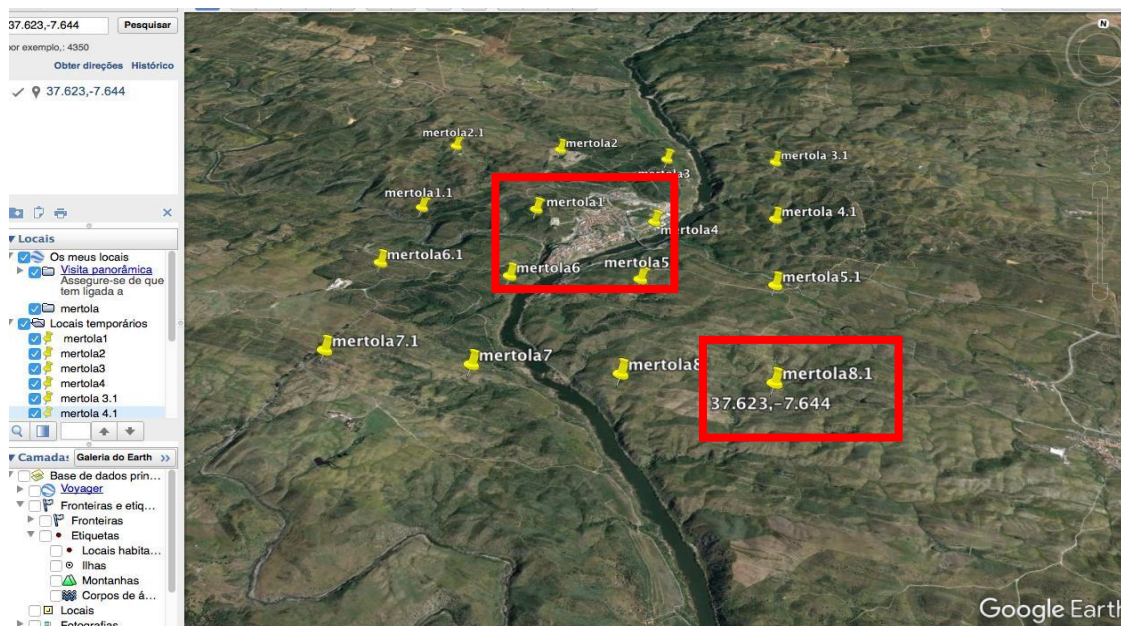 37.623,-7.644
Pesquisar
por exemplo,: 4350
Obter direções Histórico
37.623,-7.644
Locais
Os meus locais
Visita panorâmica
Assegure-se de que
tem ligada a
mertola
Locais temporários
mertola1
mertola2
mertola3
mertola4
mertola 3.1
mertola 4.1
Camada: Galeria do Earth >>
Base de dados prin...
Voyager
Fronteiras e etiq...
Fronteiras
Etiquetas
Locais habita...
Ilhas
Montanhas
Corpos de á...
Locais
Fotografias
N
mertola2.1
mertola2
mertola3
mertola 3.1
mertola1.1
mertola1
mertola4
mertola 4.1
mertola6.1
mertola6
mertola5
mertola5.1
mertola7.1
mertola7
mertola8
mertola8.1
37.623,-7.644
Google Earth